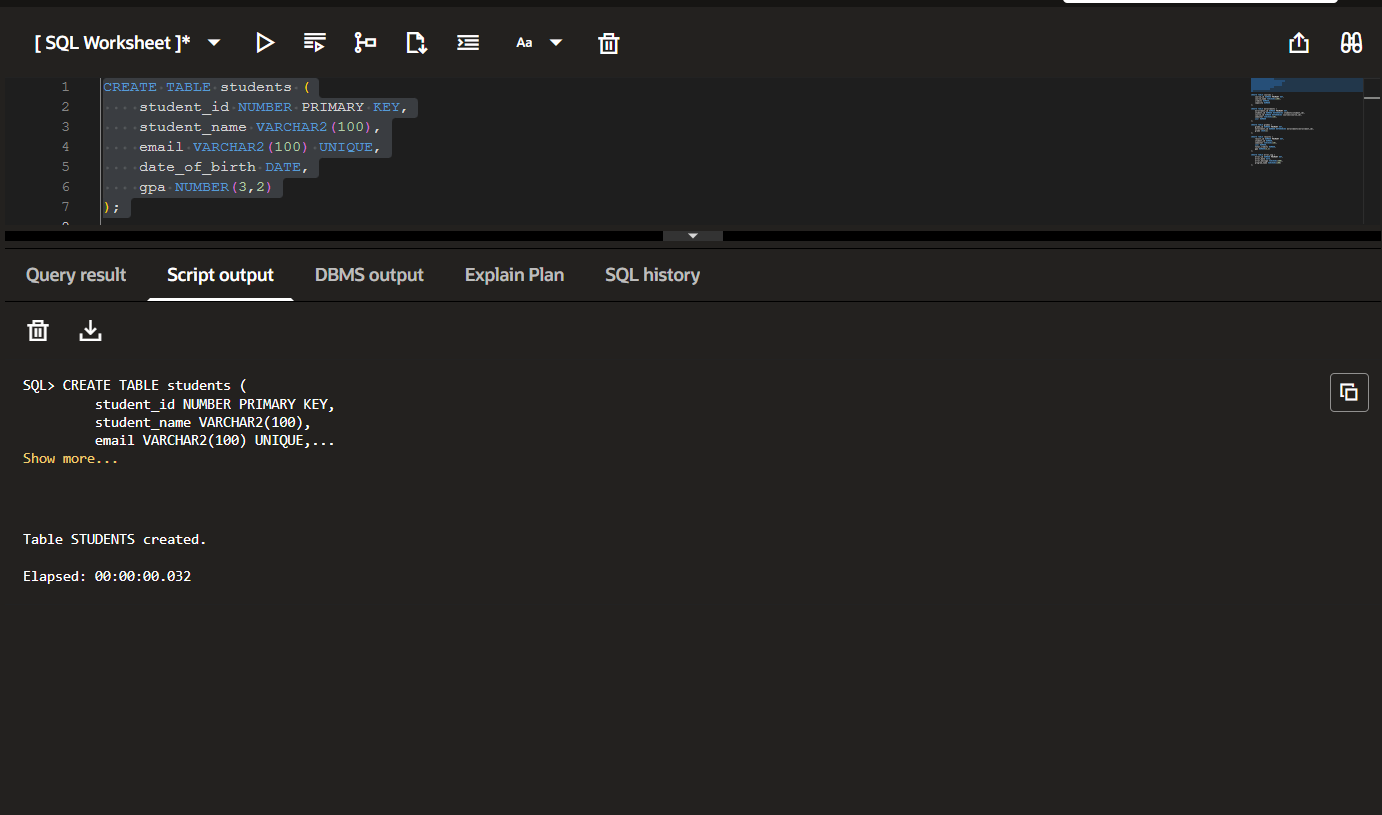 [ SQL Worksheet ]*
Aa
1 CREATE TABLE students (
2 student_id NUMBER PRIMARY KEY,
3 student_name VARCHAR2(100),
4 email VARCHAR2(100) UNIQUE,
5 date_of_birth DATE,
6 gpa NUMBER(3,2)
7 );
Query result
Script output
DBMS output
Explain Plan
SQL history
SQL> CREATE TABLE students (
student_id NUMBER PRIMARY KEY,
student_name VARCHAR2(100),
email VARCHAR2(100) UNIQUE,...
Show more...
Table STUDENTS created.
Elapsed: 00:00:00.032